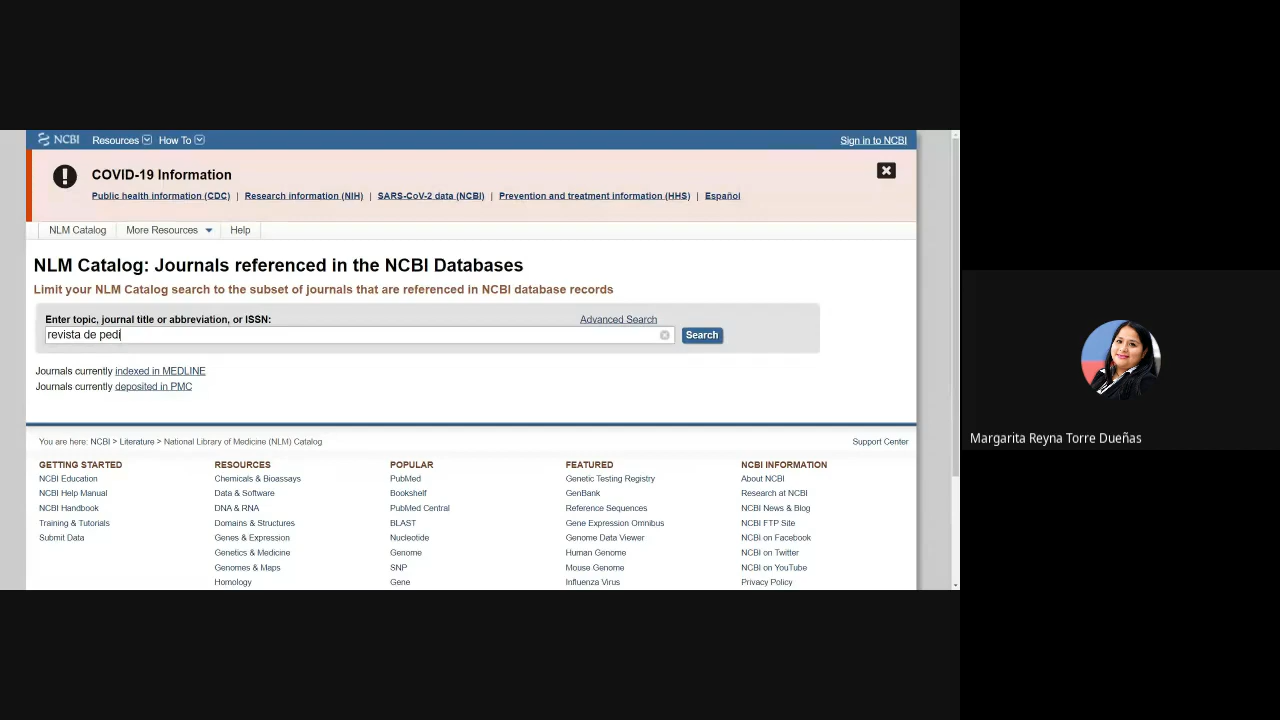 NCBI Resources How To Sign in to NCBI
COVID-19 Information
Public health information (CDC) | Research information (NIH) | SARS-CoV-2 data (NCBI) | Prevention and treatment information (HHS) | Español
NLM Catalog More Resources Help
NLM Catalog: Journals referenced in the NCBI Databases
Limit your NLM Catalog search to the subset of journals that are referenced in NCBI database records
Enter topic, journal title or abbreviation, or ISSN: Advanced Search
revista de pedi Search
Journals currently indexed in MEDLINE
Journals currently deposited in PMC
You are here: NCBI > Literature > National Library of Medicine (NLM) Catalog Support Center
GETTING STARTED
NCBI Education
NCBI Help Manual
NCBI Handbook
Training & Tutorials
Submit Data
RESOURCES
Chemicals & Bioassays
Data & Software
DNA & RNA
Domains & Structures
Genes & Expression
Genetics & Medicine
Genomes & Maps
Homology
POPULAR
PubMed
Bookshelf
PubMed Central
BLAST
Nucleotide
Genome
SNP
Gene
FEATURED
Genetic Testing Registry
GenBank
Reference Sequences
Gene Expression Omnibus
Genome Data Viewer
Human Genome
Mouse Genome
Influenza Virus
NCBI INFORMATION
About NCBI
Research at NCBI
NCBI News & Blog
NCBI FTP Site
NCBI on Facebook
NCBI on Twitter
NCBI on YouTube
Privacy Policy
Margarita Reyna Torre Dueñas